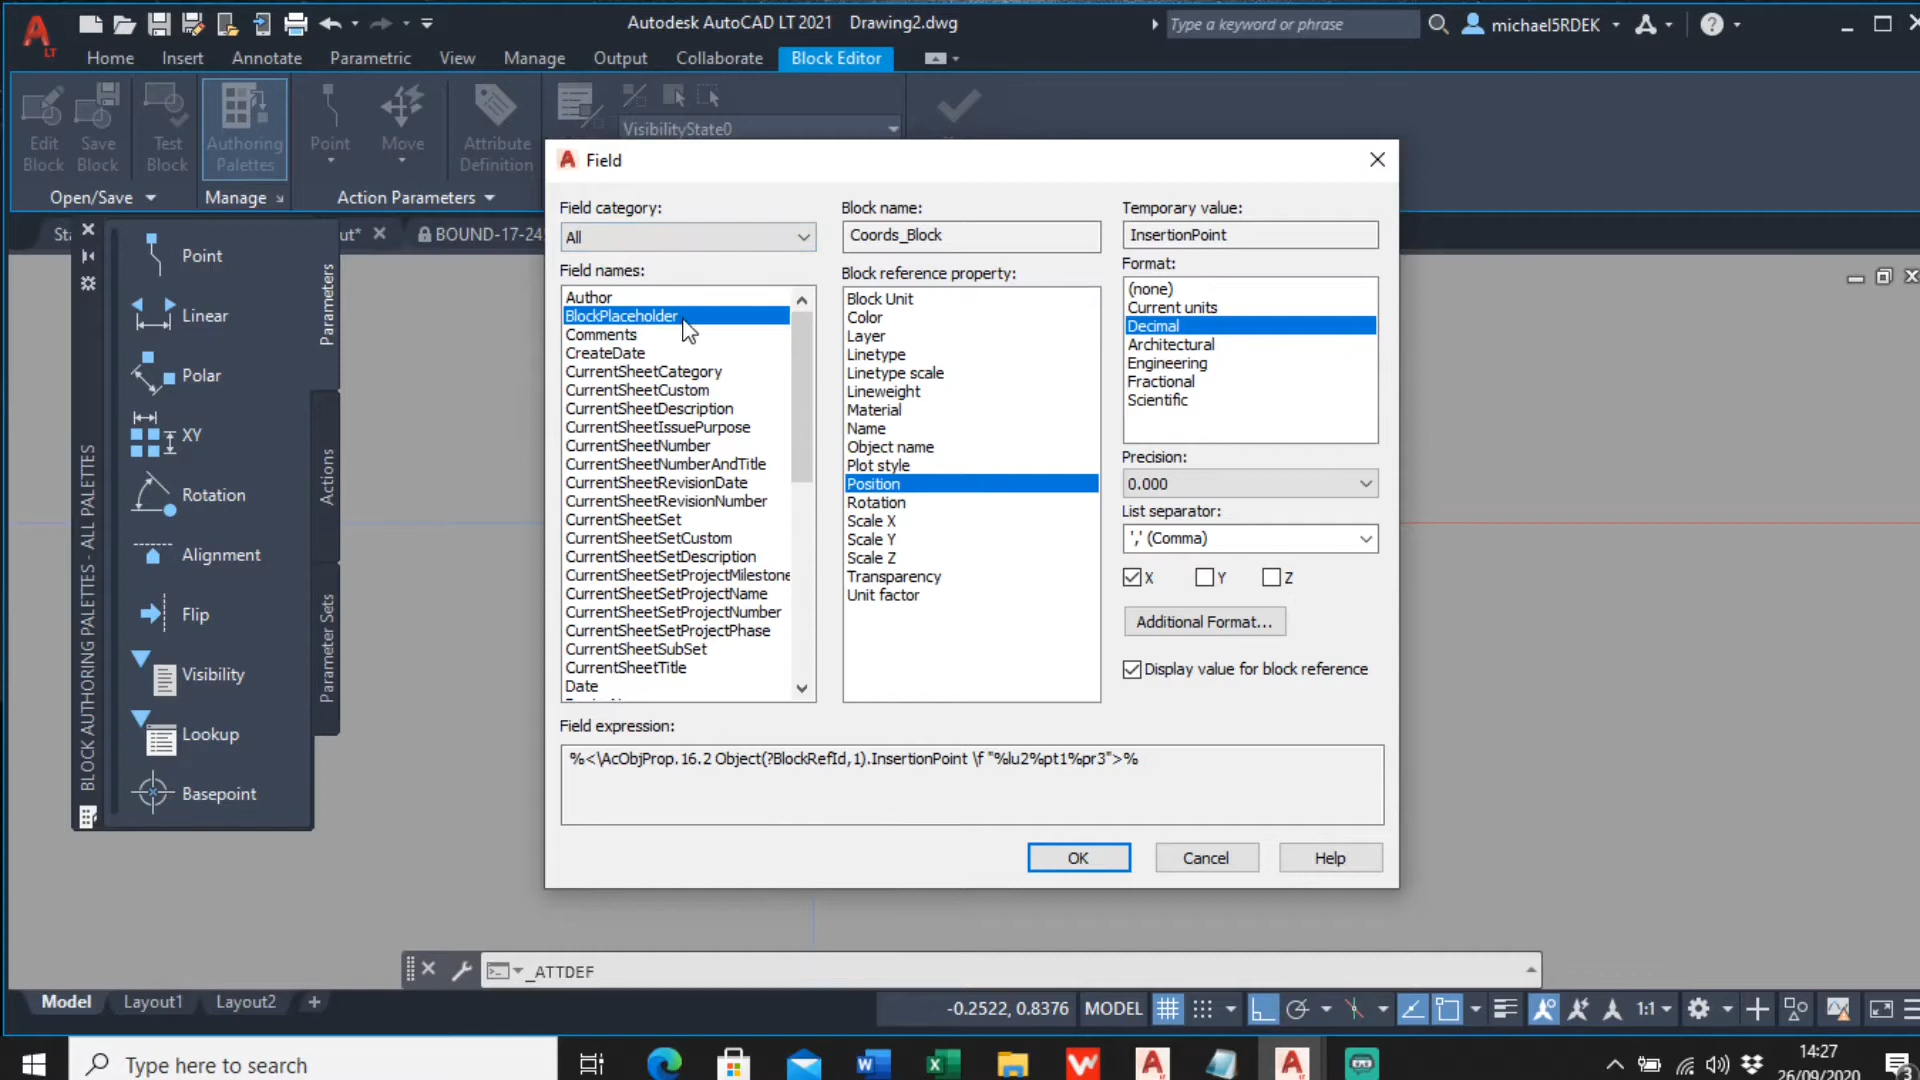 Autodesk AutoCAD LT 2021 Drawing2.dwg
Type a keyword or phrase
michael5RDEK
LT
Home Insert Annotate Parametric View Manage Output Collaborate Block Editor
Edit Block
Save Block
Test Block
Authoring Palettes
Point
Move
Attribute Definition
VisibilityState0
Open/Save
Manage
Action Parameters
BOUND-17-24
BLOCK AUTHORING PALETTES - ALL PALETTES
Parameters
Actions
Parameter Sets
Point
Linear
Polar
XY
Rotation
Alignment
Flip
Visibility
Lookup
Basepoint
Field
Field category:
All
Field names:
Author
BlockPlaceholder
Comments
CreateDate
CurrentSheetCategory
CurrentSheetCustom
CurrentSheetDescription
CurrentSheetIssuePurpose
CurrentSheetNumber
CurrentSheetNumberAndTitle
CurrentSheetRevisionDate
CurrentSheetRevisionNumber
CurrentSheetSet
CurrentSheetSetCustom
CurrentSheetSetDescription
CurrentSheetSetProjectMilestone
CurrentSheetSetProjectName
CurrentSheetSetProjectNumber
CurrentSheetSetProjectPhase
CurrentSheetSubSet
CurrentSheetTitle
Date
Block name:
Coords_Block
Block reference property:
Block Unit
Color
Layer
Linetype
Linetype scale
Lineweight
Material
Name
Object name
Plot style
Position
Rotation
Scale X
Scale Y
Scale Z
Transparency
Unit factor
Temporary value:
InsertionPoint
Format:
(none)
Current units
Decimal
Architectural
Engineering
Fractional
Scientific
Precision:
0.000
List separator:
',' (Comma)
X Y Z
Additional Format...
Display value for block reference
Field expression:
%<\AcObjProp.16.2 Object(?BlockRefId,1).InsertionPoint \f "%lu2%pt1%pr3">%
OK Cancel Help
_ATTDEF
Model Layout1 Layout2 +
-0.2522, 0.8376 MODEL
1:1
Type here to search
14:27
26/09/2020
3